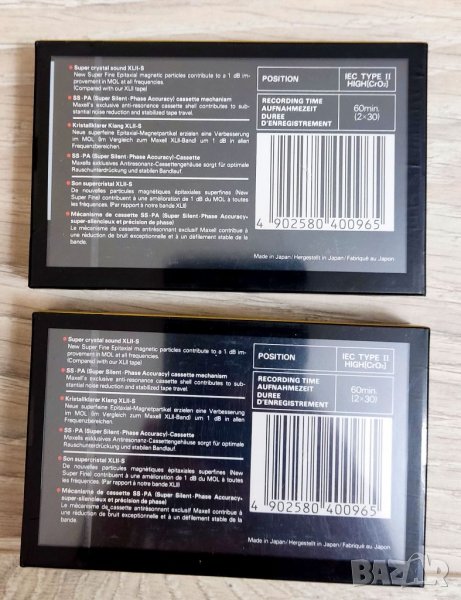 Super crystal sound XLII-S
New Super Fine Epitaxial magnetic particles contribute to a 1 dB im-
provement in MOL at all frequencies.
(Compared with our XLII tape)
SS-PA (Super Silent-Phase Accuracy) cassette mechanism
Maxell's exclusive anti-resonance cassette shell contributes to sub-
stantial noise reduction and stabilized tape travel.
Kristallklarer Klang XLII-S
Neue superfeine Epitaxial-Magnetpartikel erzielen eine Verbesserung
im MOL (Im Vergleich zum Maxell XLII-Band) um 1 dB in allen
Frequenzbereichen.
SS-PA (Super Silent-Phase Accuracy)-Cassette
Maxells exklusives Antiresonanz-Cassettengehäuse sorgt für optimale
Rauschunterdrückung und stabilen Bandlauf.
Son supercristal XLII-S
De nouvelles particules magnétiques épitaxiales superfines (New
Super Fine) contribuent à une amélioration de 1 dB du MOL à toutes
les fréquences. (Par rapport à notre bande XLII)
Mécanisme de cassette SS-PA (Super Silent-Phase Accuracy-
super-silencieux et précision de phase)
Le mécanisme de cassette antirésonnant exclusif Maxell contribue à
une réduction de bruit exceptionnelle et à un défilement stable de la
bande.
POSITION
IEC TYPE II
HIGH[CrO₂]
RECORDING TIME
AUFNAHMEZEIT
DUREE
D'ENREGISTREMENT
60min.
(2×30)
4 902580 400965
Made in Japan/Hergestellt in Japan/Fabriqué au Japon
Super crystal sound XLII-S
New Super Fine Epitaxial magnetic particles contribute to a 1 dB im-
provement in MOL at all frequencies.
(Compared with our XLII tape)
SS-PA (Super Silent-Phase Accuracy) cassette mechanism
Maxell's exclusive anti-resonance cassette shell contributes to sub-
stantial noise reduction and stabilized tape travel.
Kristallklarer Klang XLII-S
Neue superfeine Epitaxial-Magnetpartikel erzielen eine Verbesserung
im MOL (Im Vergleich zum Maxell XLII-Band) um 1 dB in allen
Frequenzbereichen.
SS-PA (Super Silent-Phase Accuracy)-Cassette
Maxells exklusives Antiresonanz-Cassettengehäuse sorgt für optimale
Rauschunterdrückung und stabilen Bandlauf.
Son supercristal XLII-S
De nouvelles particules magnétiques épitaxiales superfines (New
Super Fine) contribuent à une amélioration de 1 dB du MOL à toutes
les fréquences. (Par rapport à notre bande XLII)
Mécanisme de cassette SS-PA (Super Silent-Phase Accuracy-
super-silencieux et précision de phase)
Le mécanisme de cassette antirésonnant exclusif Maxell contribue à
une réduction de bruit exceptionnelle et à un défilement stable de la
bande.
POSITION
IEC TYPE II
HIGH[CrO₂]
RECORDING TIME
AUFNAHMEZEIT
DUREE
D'ENREGISTREMENT
60min.
(2×30)
4 902580 400965
Made in Japan/Hergestellt in Japan/Fabriqué au Japon
BAZAR